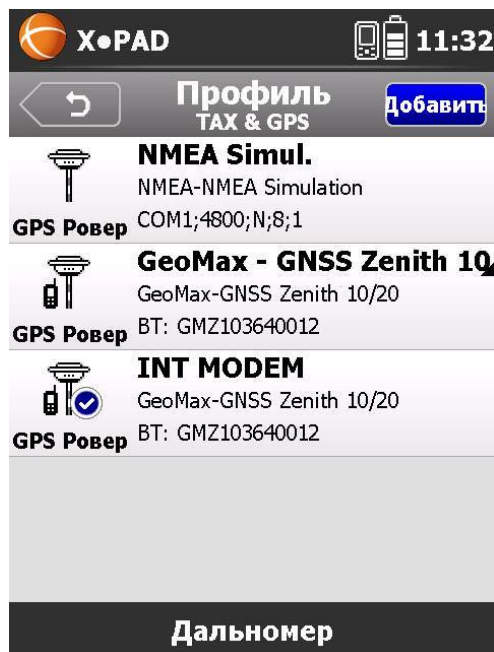 X●PAD
11:32
Профиль
TAX & GPS
Добавить
NMEA Simul.
NMEA-NMEA Simulation
COM1;4800;N;8;1
GPS Ровер
GeoMax - GNSS Zenith 10
GeoMax-GNSS Zenith 10/20
BT: GMZ103640012
GPS Ровер
INT MODEM
GeoMax-GNSS Zenith 10/20
BT: GMZ103640012
GPS Ровер
Дальномер